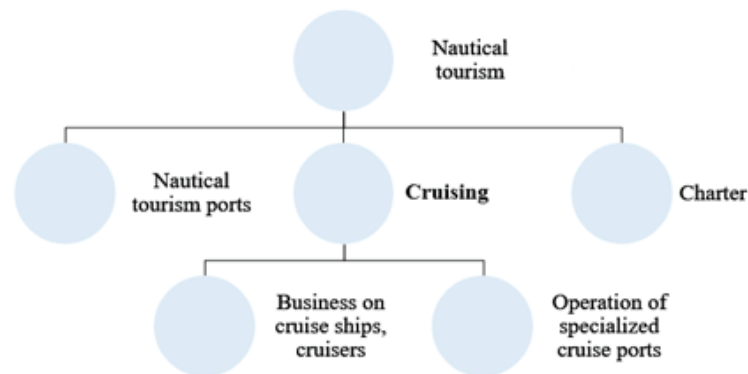 Nautical
tourism
Nautical
tourism ports
Cruising
Charter
Business on
cruise ships,
cruisers
Operation of
specialized
cruise ports